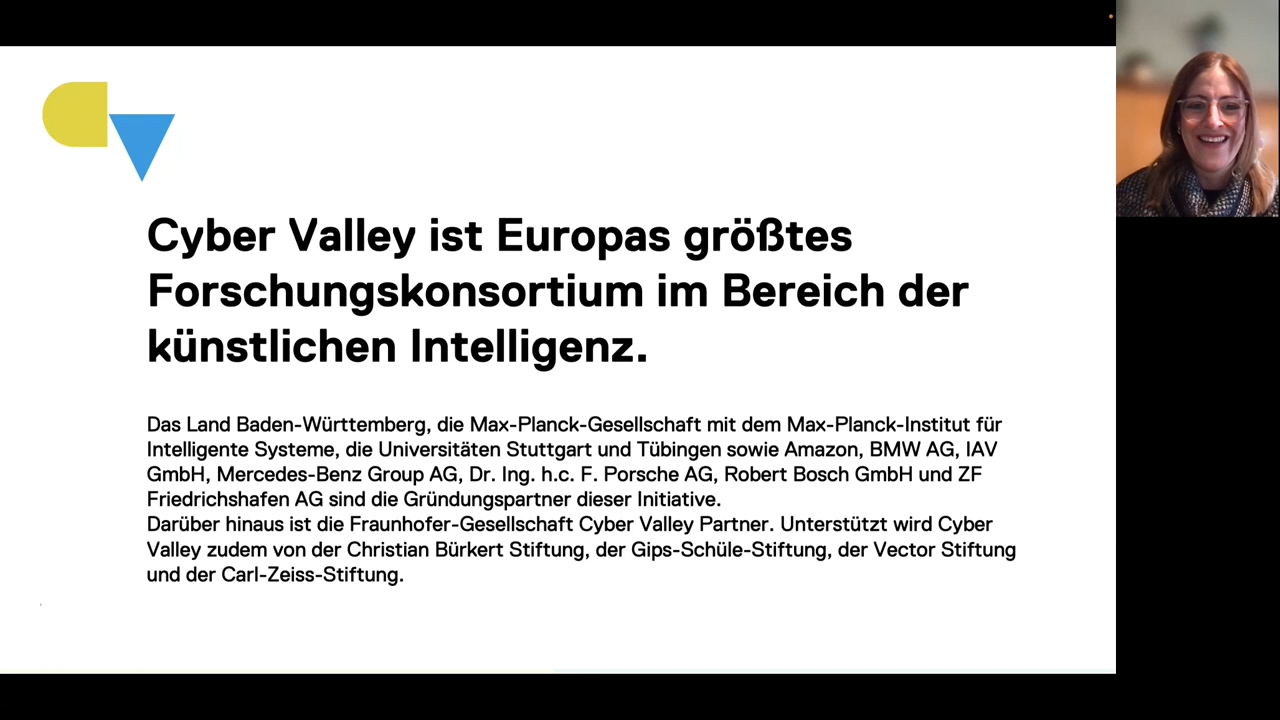 Cyber Valley ist Europas größtes
Forschungskonsortium im Bereich der
künstlichen Intelligenz.
Das Land Baden-Württemberg, die Max-Planck-Gesellschaft mit dem Max-Planck-Institut für
Intelligente Systeme, die Universitäten Stuttgart und Tübingen sowie Amazon, BMW AG, IAV
GmbH, Mercedes-Benz Group AG, Dr. Ing. h.c. F. Porsche AG, Robert Bosch GmbH und ZF
Friedrichshafen AG sind die Gründungspartner dieser Initiative.
Darüber hinaus ist die Fraunhofer-Gesellschaft Cyber Valley Partner. Unterstützt wird Cyber
Valley zudem von der Christian Bürkert Stiftung, der Gips-Schüle-Stiftung, der Vector Stiftung
und der Carl-Zeiss-Stiftung.